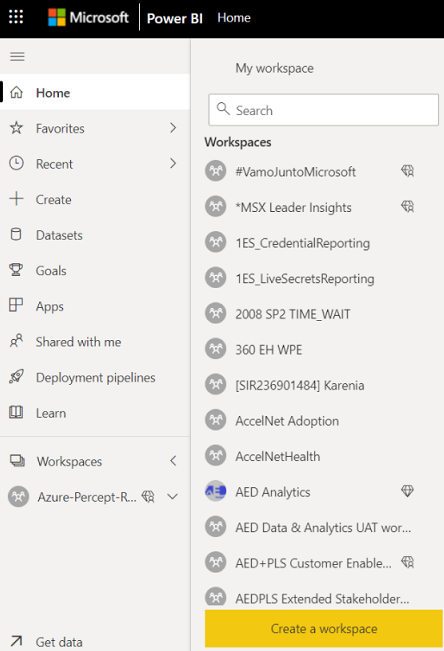 Microsoft Power BI Home
Home
Favorites
Recent
Create
Datasets
Goals
Apps
Shared with me
Deployment pipelines
Learn
Workspaces
Azure-Percept-R...
Get data
My workspace
Search
Workspaces
#VamoJuntoMicrosoft
*MSX Leader Insights
1ES_CredentialReporting
1ES_LiveSecretsReporting
2008 SP2 TIME_WAIT
360 EH WPE
[SIR236901484] Karenia
AccelNet Adoption
AccelNetHealth
AED Analytics
AED Data & Analytics UAT wor...
AED+PLS Customer Enable...
AEDPLS Extended Stakeholder...
Create a workspace